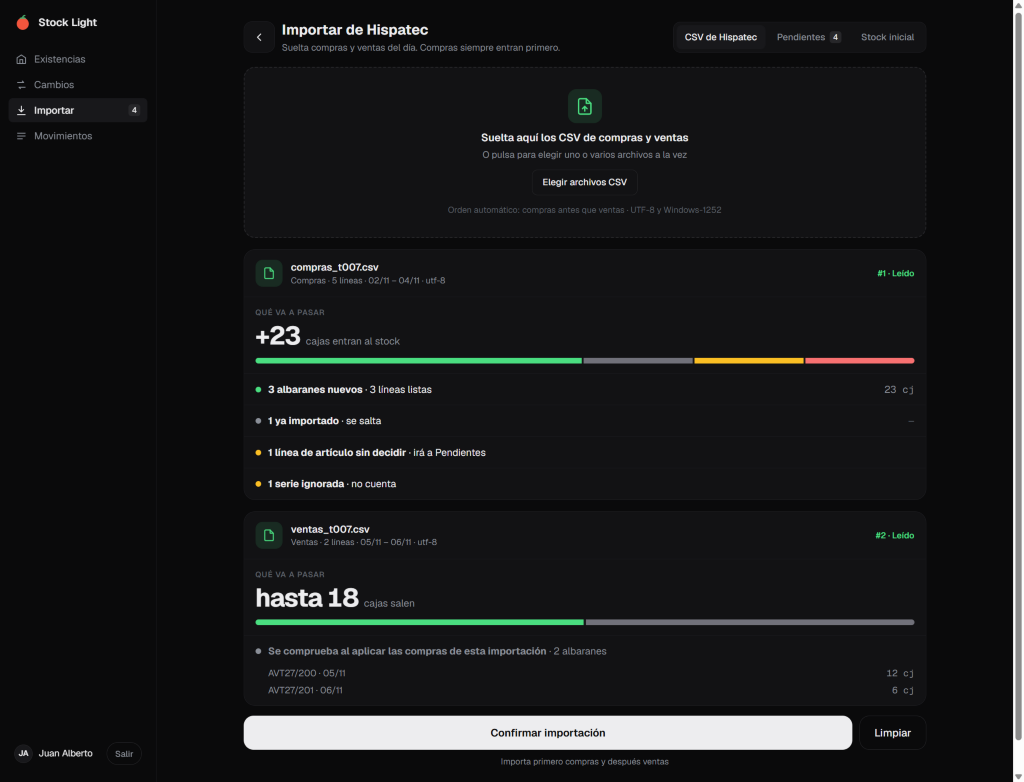 Stock Light
Existencias
Cambios
Importar 4
Movimientos
Importar de Hispatec
Suelta compras y ventas del día. Compras siempre entran primero.
CSV de Hispatec
Pendientes 4
Stock inicial
Suelta aquí los CSV de compras y ventas
O pulsa para elegir uno o varios archivos a la vez
Elegir archivos CSV
Orden automático: compras antes que ventas · UTF-8 y Windows-1252
compras_t007.csv
Compras · 5 líneas · 02/11 – 04/11 · utf-8
#1 · Leído
QUÉ VA A PASAR
+23 cajas entran al stock
3 albaranes nuevos · 3 líneas listas 23 cj
1 ya importado · se salta –
1 línea de artículo sin decidir · irá a Pendientes
1 serie ignorada · no cuenta
ventas_t007.csv
Ventas · 2 líneas · 05/11 – 06/11 · utf-8
#2 · Leído
QUÉ VA A PASAR
hasta 18 cajas salen
Se comprueba al aplicar las compras de esta importación · 2 albaranes
AVT27/200 · 05/11 12 cj
AVT27/201 · 06/11 6 cj
Confirmar importación
Limpiar
Importa primero compras y después ventas
JA Juan Alberto
Salir